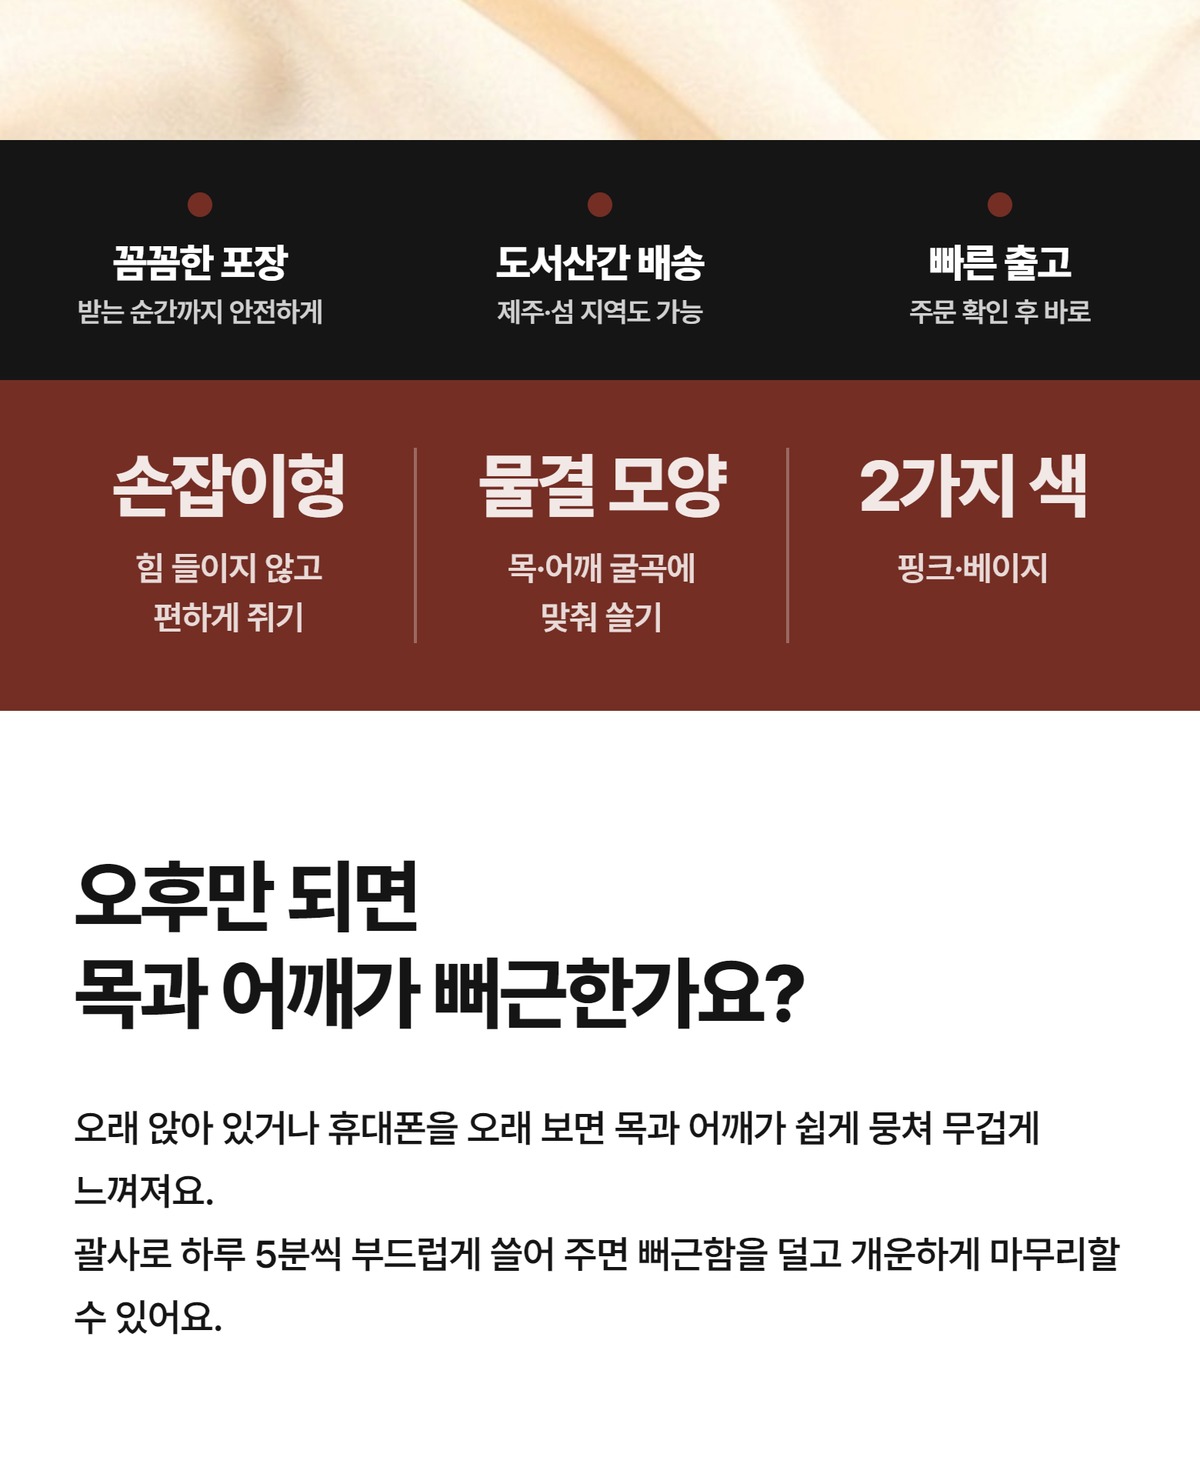 꼼꼼한 포장
받는 순간까지 안전하게
도서산간 배송
제주·섬 지역도 가능
빠른 출고
주문 확인 후 바로
손잡이형
힘 들이지 않고
편하게 쥐기
물결 모양
목·어깨 굴곡에
맞춰 쓸기
2가지 색
핑크·베이지
오후만 되면
목과 어깨가 뻐근한가요?
오래 앉아 있거나 휴대폰을 오래 보면 목과 어깨가 쉽게 뭉쳐 무겁게
느껴져요.
괄사로 하루 5분씩 부드럽게 쓸어 주면 뻐근함을 덜고 개운하게 마무리할
수 있어요.